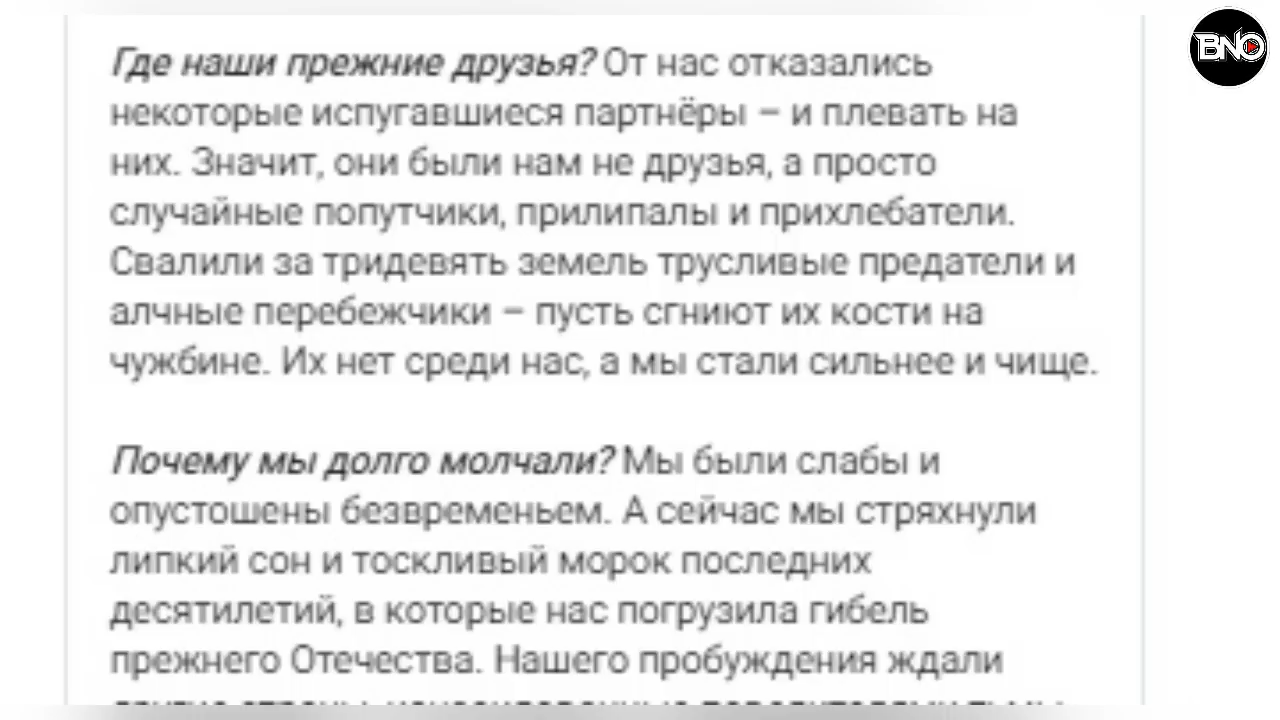 BNO
Где наши прежние друзья? От нас отказались
некоторые испугавшиеся партнёры – и плевать на
них. Значит, они были нам не друзья, а просто
случайные попутчики, прилипалы и прихлебатели.
Свалили за тридевять земель трусливые предатели и
алчные перебежчики – пусть сгниют их кости на
чужбине. Их нет среди нас, а мы стали сильнее и чище.
Почему мы долго молчали? Мы были слабы и
опустошены безвременьем. А сейчас мы стряхнули
липкий сон и тоскливый морок последних
десятилетий, в которые нас погрузила гибель
прежнего Отечества. Нашего пробуждения ждали